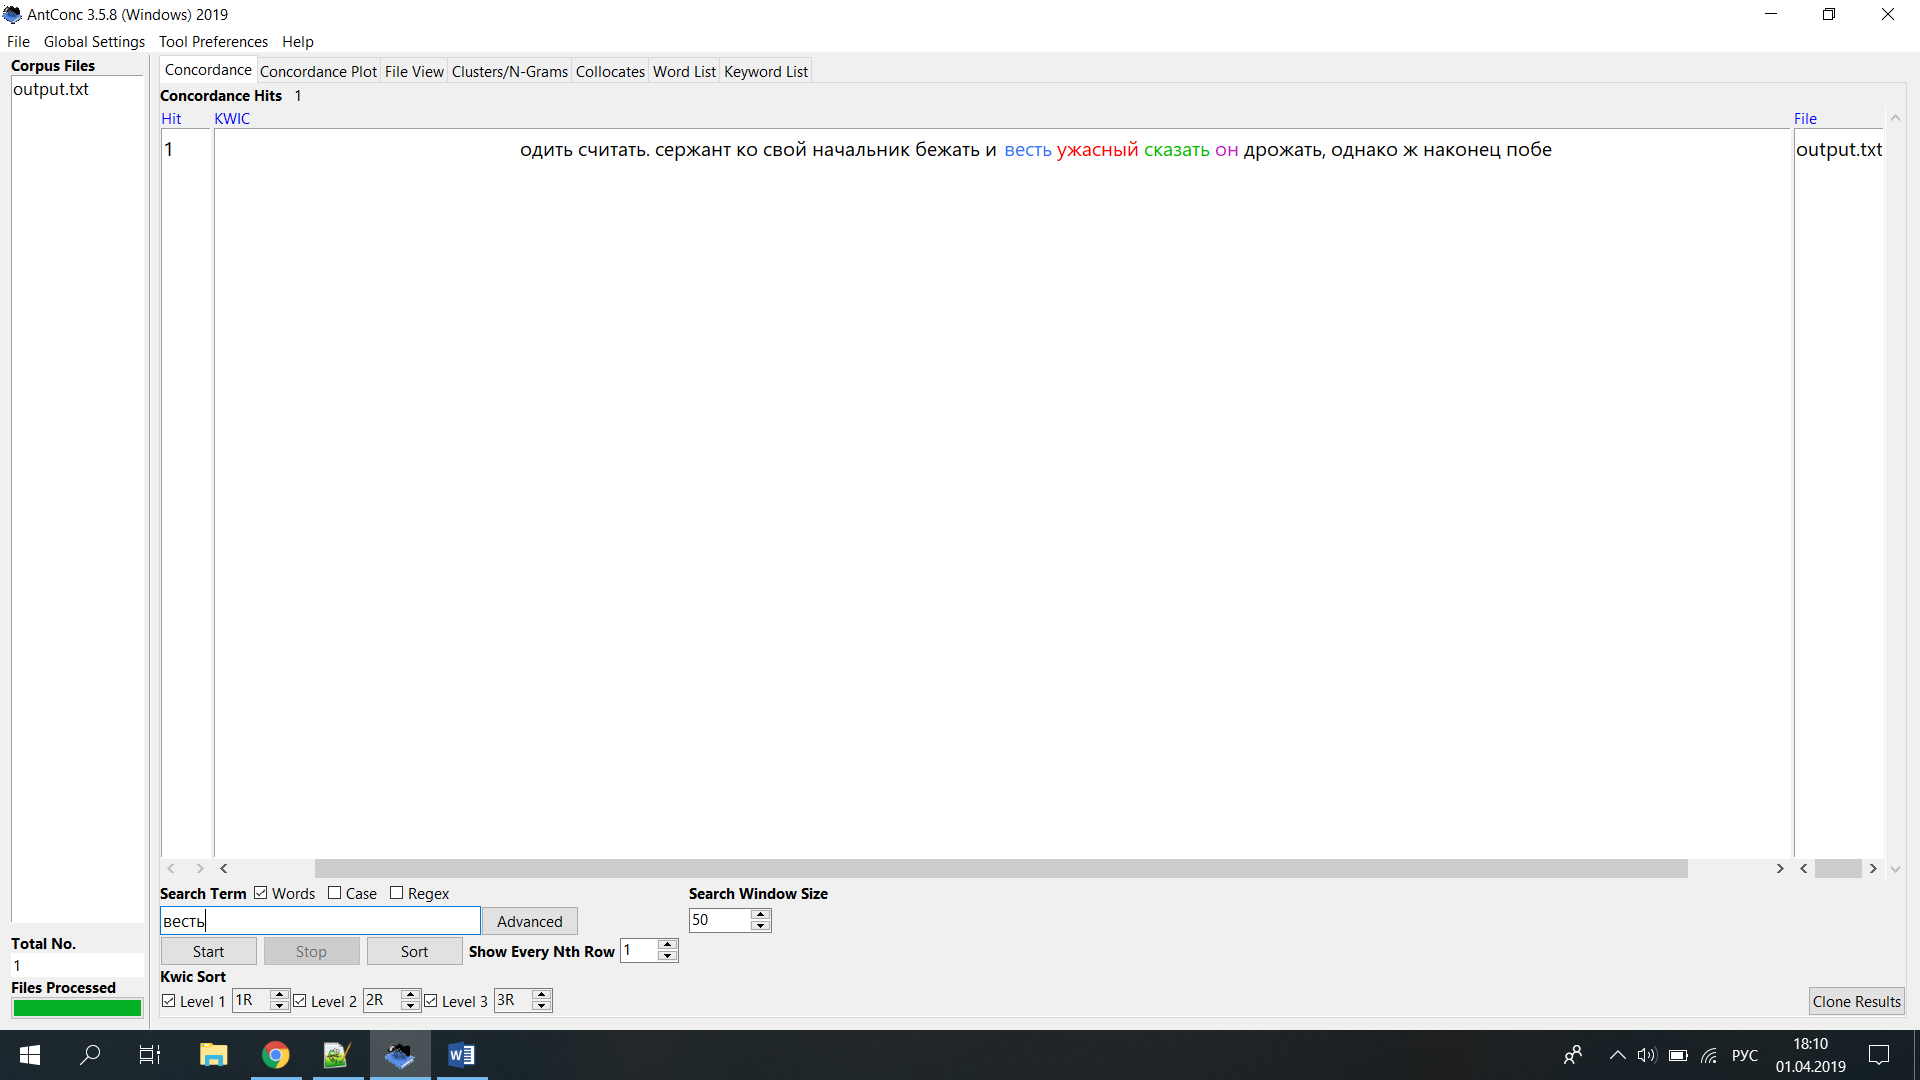 AntConc 3.5.8 (Windows) 2019
File Global Settings Tool Preferences Help
Corpus Files
output.txt
Concordance Concordance Plot File View Clusters/N-Grams Collocates Word List Keyword List
Concordance Hits 1
Hit KWIC File
1 одить считать. сержант ко свой начальник бежать и весть ужасный сказать он дрожать, однако ж наконец побе output.txt
Search Term Words Case Regex Search Window Size
весть Advanced 50
Start Stop Sort Show Every Nth Row 1
Kwic Sort
Level 1 1R Level 2 2R Level 3 3R
Clone Results
Total No.
1
Files Processed
РУС
18:10
01.04.2019